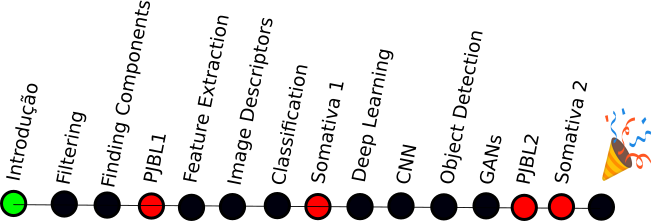 Introdução
Filtering
Finding Components
PJBL1
Feature Extraction
Image Descriptors
Classification
Somativa 1
Deep Learning
CNN
Object Detection
GANs
PJBL2
Somativa 2